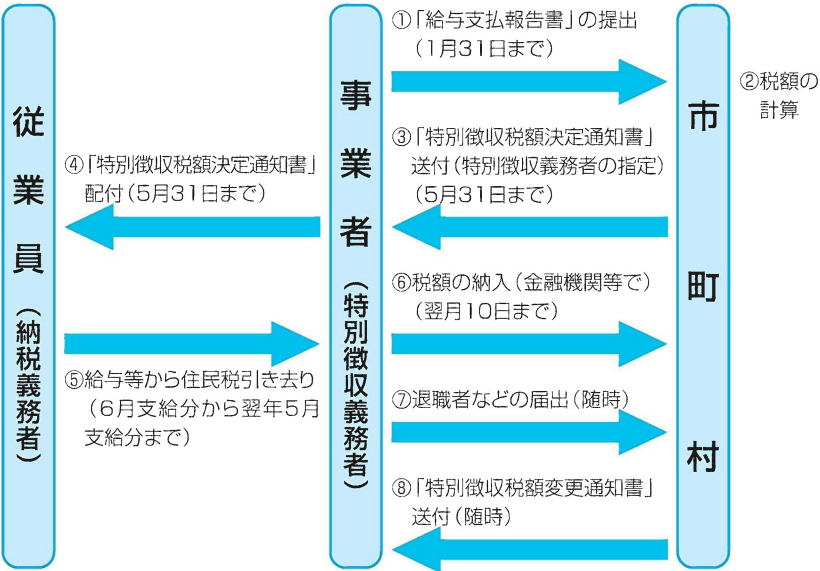 従業員（納税義務者）
事業者（特別徴収義務者）
市町村
①「給与支払報告書」の提出
（1月31日まで）
②税額の
計算
③「特別徴収税額決定通知書」
送付（特別徴収義務者の指定）
（5月31日まで）
④「特別徴収税額決定通知書」
配付（5月31日まで）
⑤給与等から住民税引き去り
（6月支給分から翌年5月
支給分まで）
⑥税額の納入（金融機関等で）
（翌月10日まで）
⑦退職者などの届出（随時）
⑧「特別徴収税額変更通知書」
送付（随時）